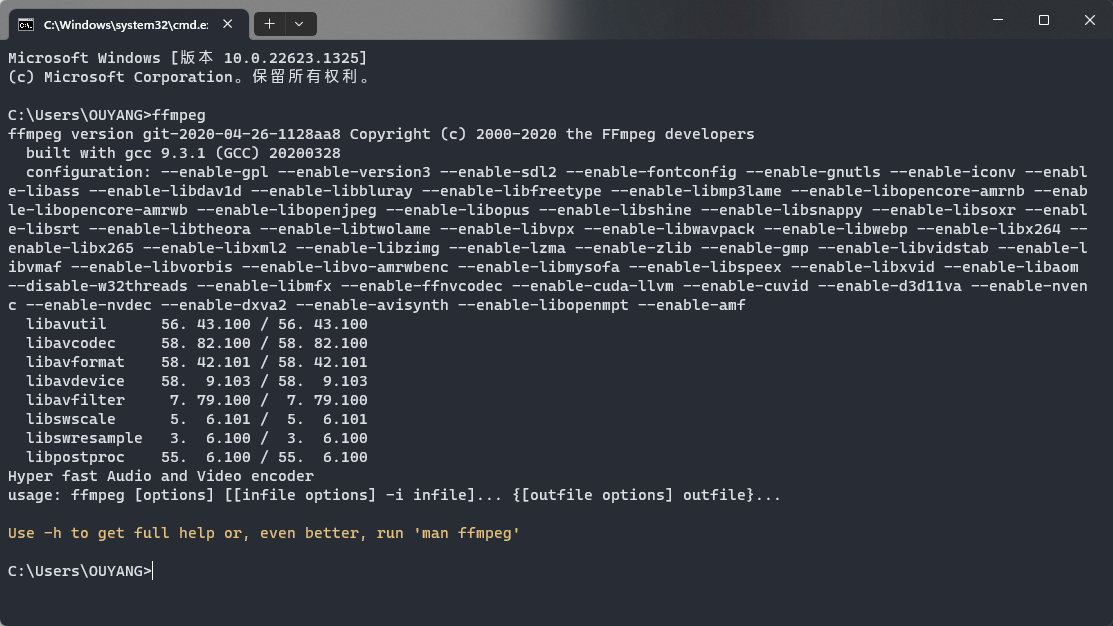 C:\Windows\system32\cmd.e:
Microsoft Windows [版本 10.0.22623.1325]
(c) Microsoft Corporation。保留所有权利。
C:\Users\OUYANG>ffmpeg
ffmpeg version git-2020-04-26-1128aa8 Copyright (c) 2000-2020 the FFmpeg developers
  built with gcc 9.3.1 (GCC) 20200328
  configuration: --enable-gpl --enable-version3 --enable-sdl2 --enable-fontconfig --enable-gnutls --enable-iconv --enabl
e-libass --enable-libdav1d --enable-libbluray --enable-libfreetype --enable-libmp3lame --enable-libopencore-amrnb --enab
le-libopencore-amrwb --enable-libopenjpeg --enable-libopus --enable-libshine --enable-libsnappy --enable-libsoxr --enabl
e-libsrt --enable-libtheora --enable-libtwolame --enable-libvpx --enable-libwavpack --enable-libwebp --enable-libx264 --
enable-libx265 --enable-libxml2 --enable-libzimg --enable-lzma --enable-zlib --enable-gmp --enable-libvidstab --enable-l
ibvmaf --enable-libvorbis --enable-libvo-amrwbenc --enable-libmysofa --enable-libspeex --enable-libxvid --enable-libaom
--disable-w32threads --enable-libmfx --enable-ffnvcodec --enable-cuda-llvm --enable-cuvid --enable-d3d11va --enable-nven
c --enable-nvdec --enable-dxva2 --enable-avisynth --enable-libopenmpt --enable-amf
  libavutil      56. 43.100 / 56. 43.100
  libavcodec     58. 82.100 / 58. 82.100
  libavformat    58. 42.101 / 58. 42.101
  libavdevice    58.  9.103 / 58.  9.103
  libavfilter     7. 79.100 /  7. 79.100
  libswscale      5.  6.101 /  5.  6.101
  libswresample   3.  6.100 /  3.  6.100
  libpostproc    55.  6.100 / 55.  6.100
Hyper fast Audio and Video encoder
usage: ffmpeg [options] [[infile options] -i infile]... {[outfile options] outfile}...
Use -h to get full help or, even better, run 'man ffmpeg'
C:\Users\OUYANG>